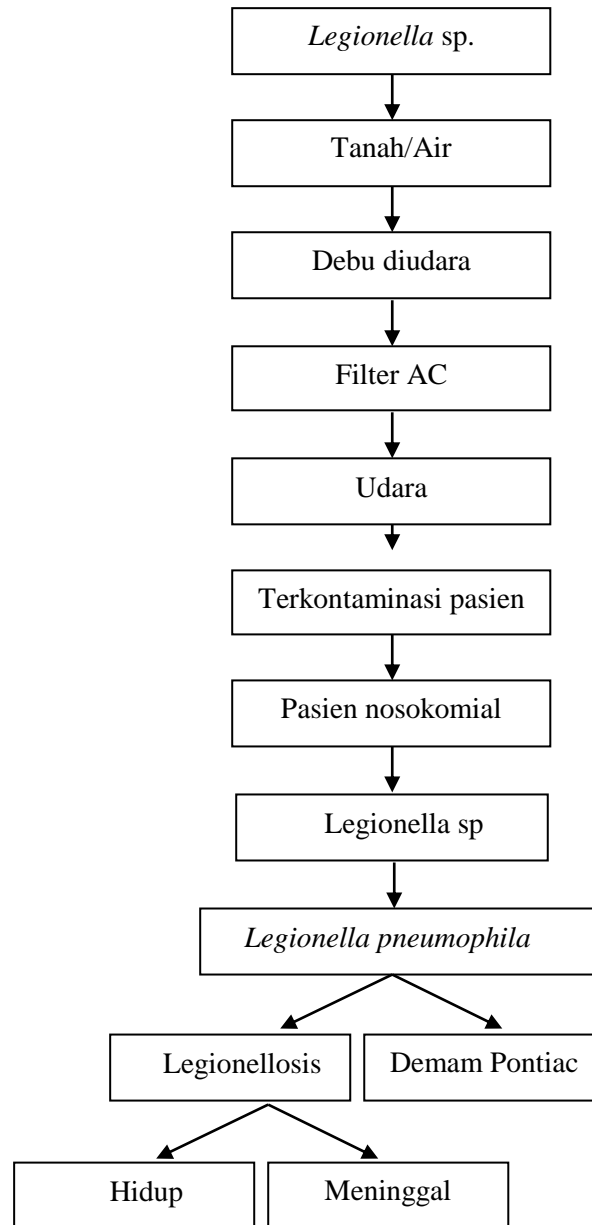 Legionella sp.
Tanah/Air
Debu diudara
Filter AC
Udara
Terkontaminasi pasien
Pasien nosokomial
Legionella sp
Legionella pneumophila
Legionellosis
Demam Pontiac
Hidup
Meninggal